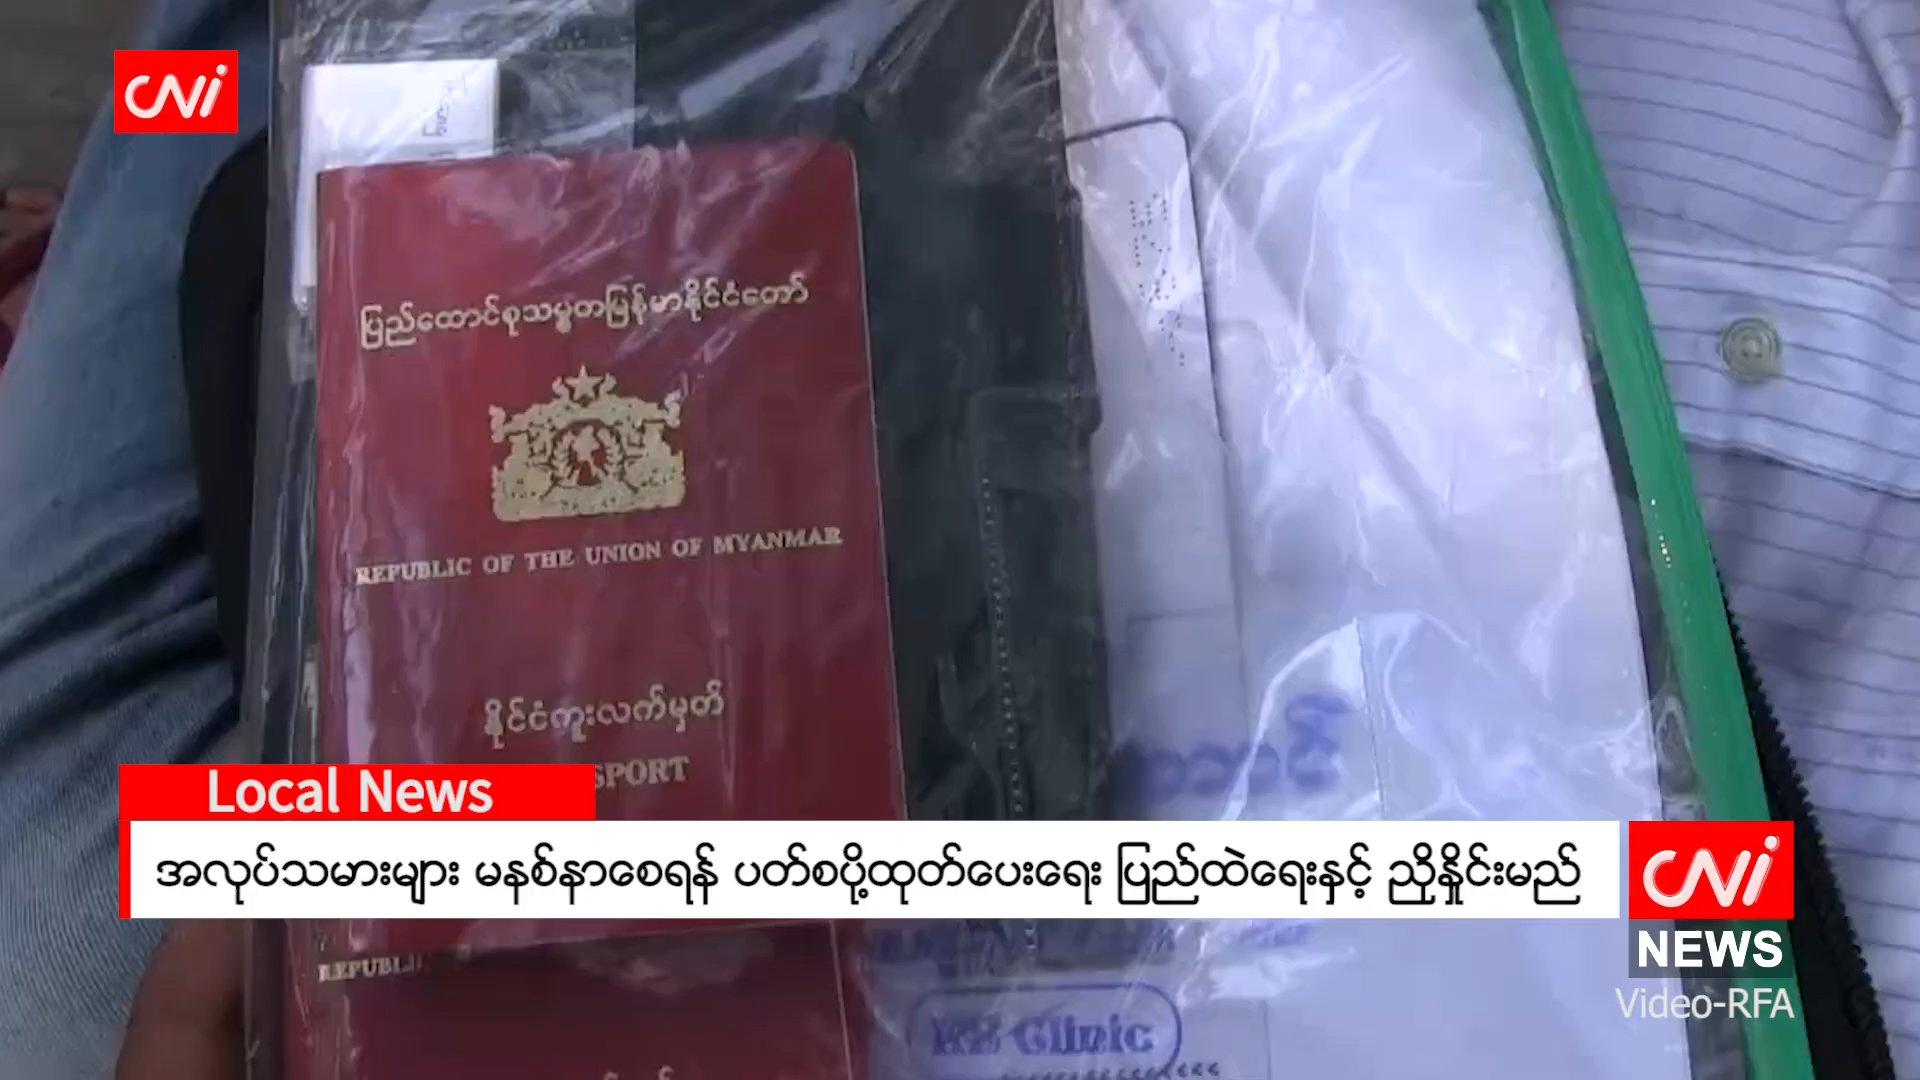 CNi
ပြည်ထောင်စုသမ္မတမြန်မာနိုင်ငံတော်
REPUBLIC OF THE UNION OF MYANMAR
နိုင်ငံကူးလက်မှတ်
SPORT
Local News
အလုပ်သမားများ မနစ်နာစေရန် ပတ်စပို့ထုတ်ပေးရေး ပြည်ထဲရေးနှင့် ညှိနှိုင်းမည်
CNi
NEWS
Video-RFA
REPUBLI
Clinic